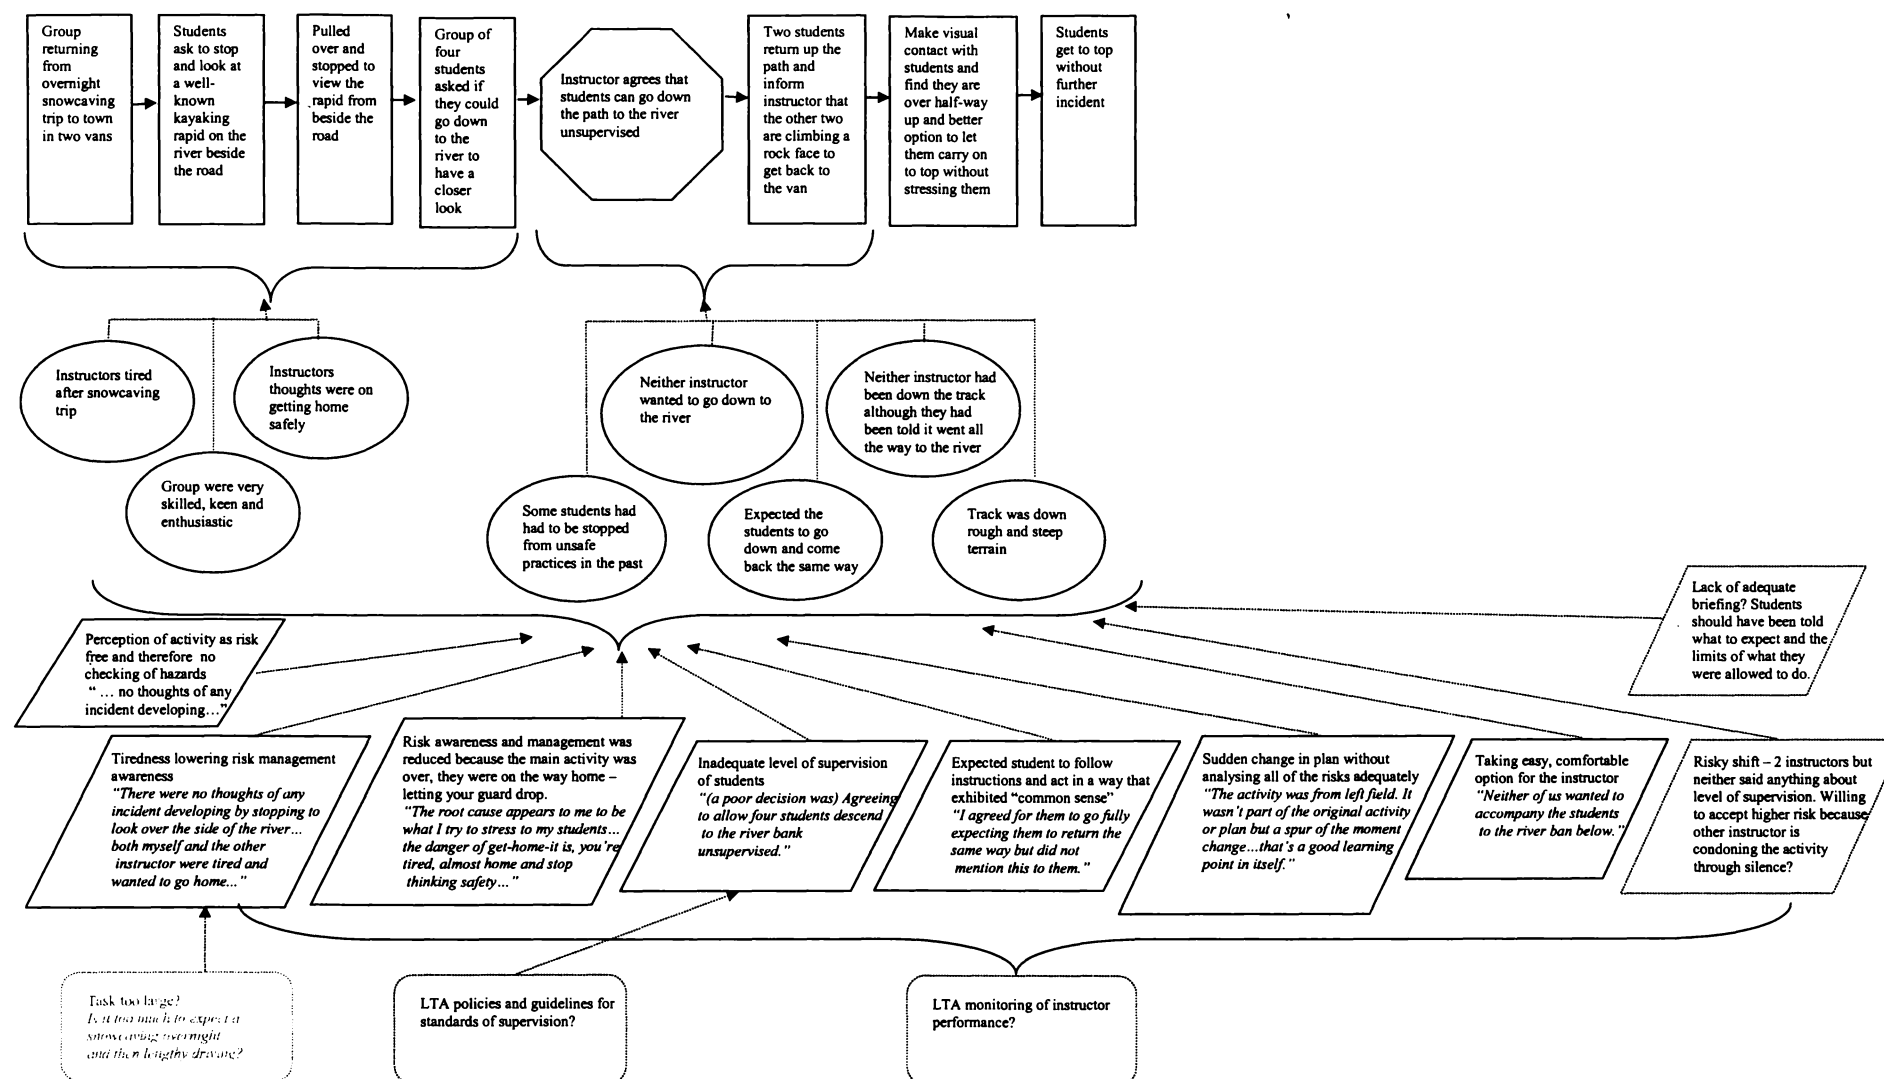 Group
returning
from
overnight
snowcaving
trip to town
in two vans
Students
ask to stop
and look at
a well-
known
kayaking
rapid on the
river beside
the road
Pulled
over and
stopped to
view the
rapid from
beside the
road
Group of
four
students
asked if
they could
go down
to the
river to
have a
closer
look
Instructor agrees that
students can go down
the path to the river
unsupervised
Two students
return up the
path and
inform
instructor that
the other two
are climbing a
rock face to
get back to
the van
Make visual
contact with
students and
find they are
over half-way
up and better
option to let
them carry on
to top without
stressing them
Students
get to top
without
further
incident
Instructors tired
after snowcaving
trip
Instructors
thoughts were on
getting home
safely
Group were very
skilled, keen and
enthusiastic
Neither instructor
wanted to go down to
the river
Neither instructor had
been down the track
although they had
been told it went all
the way to the river
Some students had
had to be stopped
from unsafe
practices in the past
Expected the
students to go
down and come
back the same way
Track was down
rough and steep
terrain
Lack of adequate
briefing? Students
should have been told
what to expect and the
limits of what they
were allowed to do.
Perception of activity as risk
free and therefore no
checking of hazards
" ... no thoughts of any
incident developing..."
Tiredness lowering risk management
awareness
"There were no thoughts of any
incident developing by stopping to
look over the side of the river...
both myself and the other
instructor were tired and
wanted to go home..."
Risk awareness and management was
reduced because the main activity was
over, they were on the way home –
letting your guard drop.
"The root cause appears to me to be
what I try to stress to my students...
the danger of get-home-it is, you're
tired, almost home and stop
thinking safety..."
Inadequate level of supervision
of students
"(a poor decision was) Agreeing
to allow four students descend
to the river bank
unsupervised."
Expected student to follow
instructions and act in a way that
exhibited "common sense"
"I agreed for them to go fully
expecting them to return the
same way but did not
mention this to them."
Sudden change in plan without
analysing all of the risks adequately
"The activity was from left field. It
wasn't part of the original activity
or plan but a spur of the moment
change...that's a good learning
point in itself."
Taking easy, comfortable
option for the instructor
"Neither of us wanted to
accompany the students
to the river ban below."
Risky shift – 2 instructors but
neither said anything about
level of supervision. Willing
to accept higher risk because
other instructor is
condoning the activity
through silence?
Task too large?
Is it too much to expect a
snowcaving overnight
and then lengthy driving?
LTA policies and guidelines for
standards of supervision?
LTA monitoring of instructor
performance?